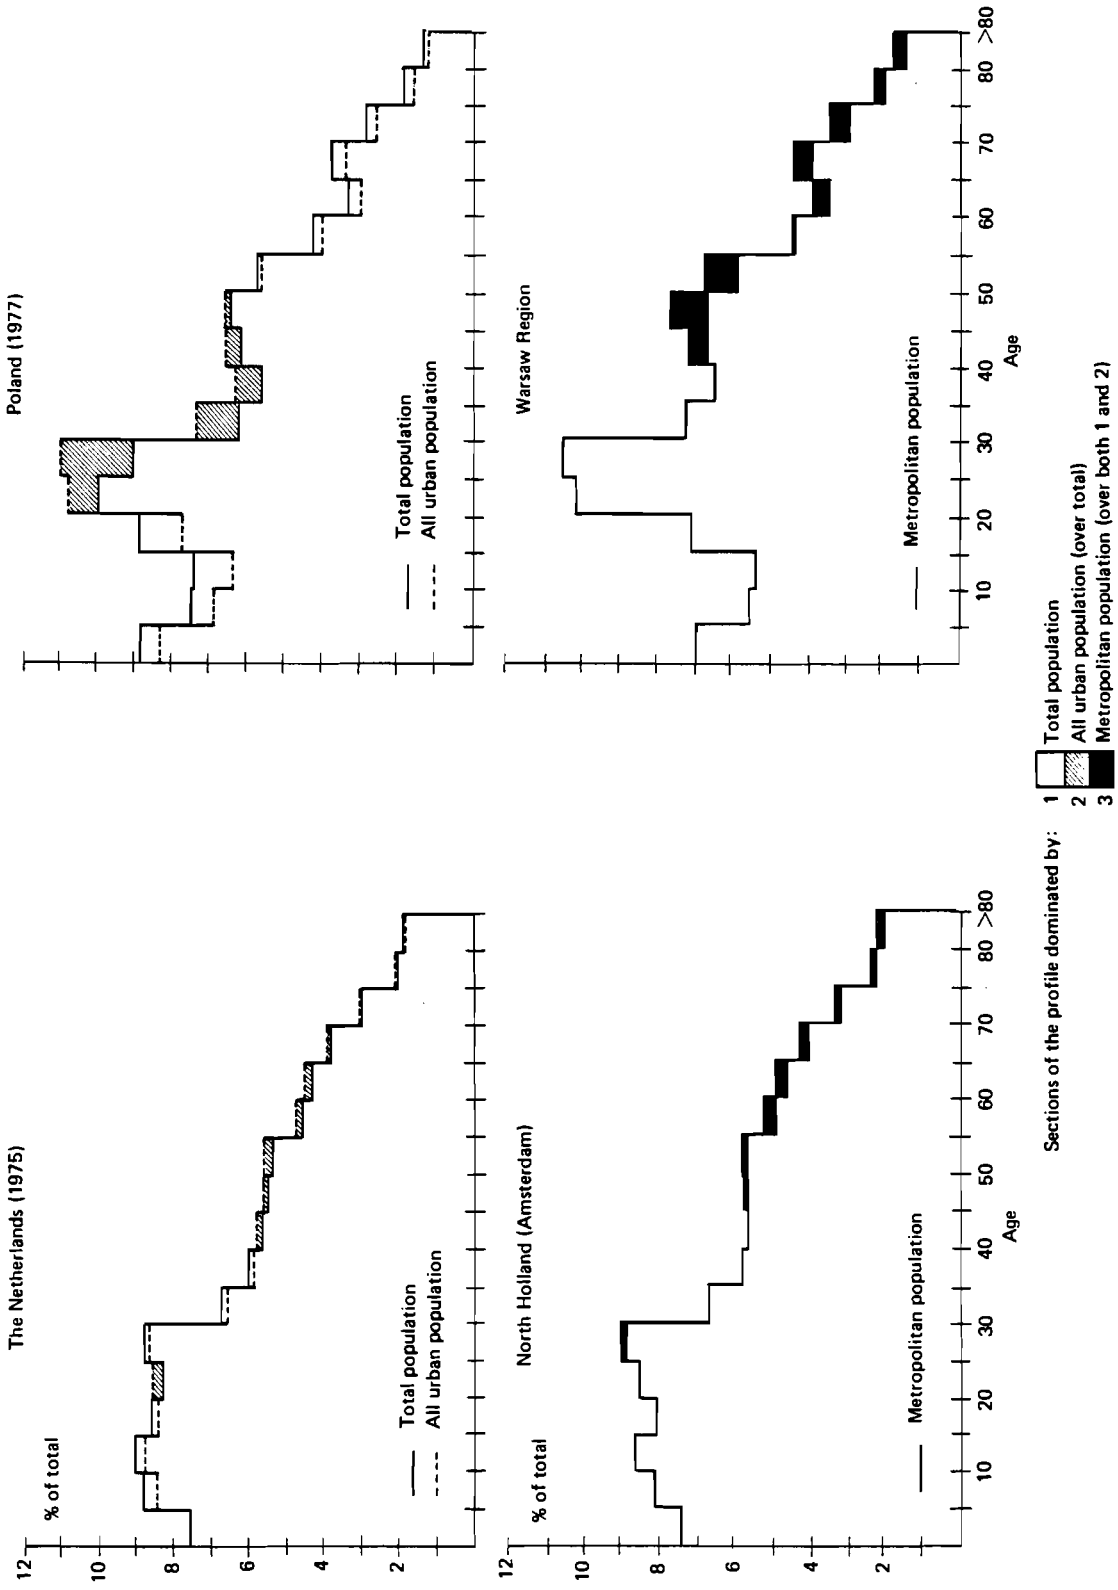 The Netherlands (1975)
% of total
12
10
8
6
4
2
Total population
All urban population
Poland (1977)
Total population
All urban population
North Holland (Amsterdam)
% of total
12
10
8
6
4
2
Metropolitan population
10 20 30 40 50 60 70 80 >80
Age
Warsaw Region
Metropolitan population
10 20 30 40 50 60 70 80 >80
Age
Sections of the profile dominated by:
1 Total population
2 All urban population (over total)
3 Metropolitan population (over both 1 and 2)